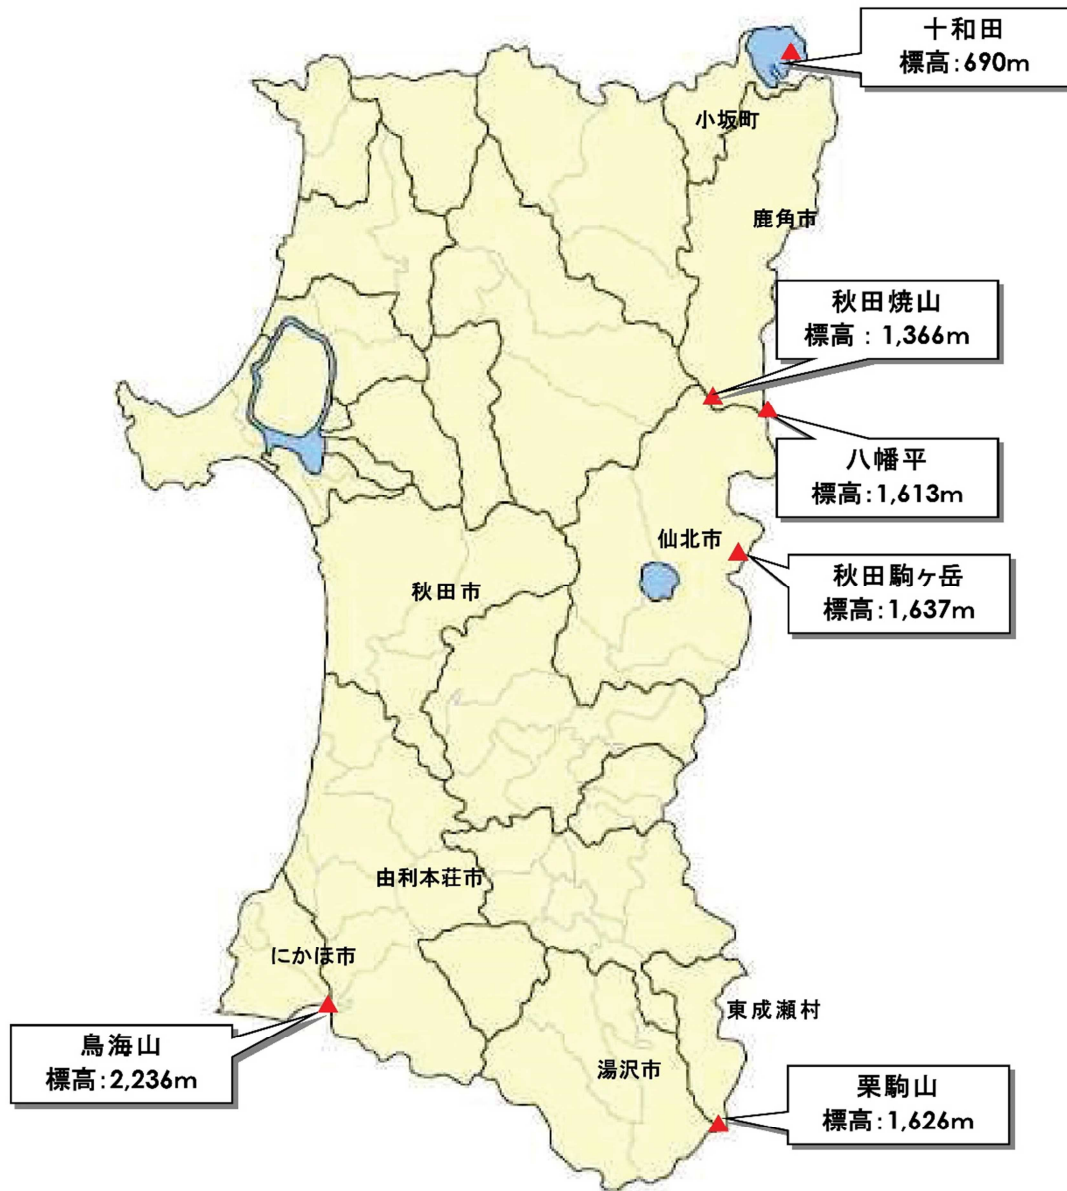 十和田
標高:690m
小坂町
鹿角市
秋田焼山
標高:1,366m
八幡平
標高:1,613m
仙北市
秋田駒ヶ岳
標高:1,637m
秋田市
由利本荘市
にかほ市
東成瀬村
鳥海山
標高:2,236m
湯沢市
栗駒山
標高:1,626m